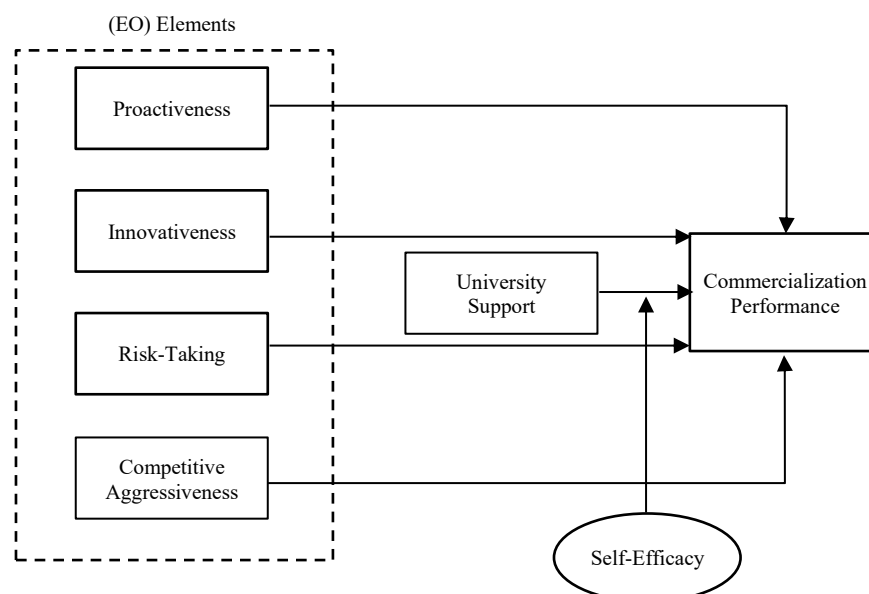 (EO) Elements
Proactiveness
Innovativeness
University
Support
Commercialization
Performance
Risk-Taking
Competitive
Aggressiveness
Self-Efficacy